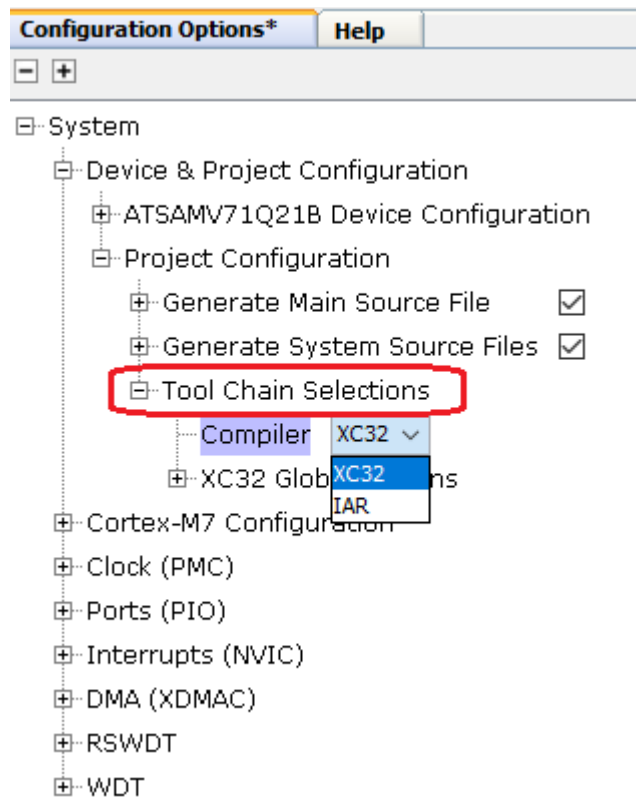 Configuration Options* Help
System
Device & Project Configuration
ATSAMV71Q21B Device Configuration
Project Configuration
Generate Main Source File
Generate System Source Files
Tool Chain Selections
Compiler XC32
XC32 Glob XC32 ns
IAR
Cortex-M7 Configuration
Clock (PMC)
Ports (PIO)
Interrupts (NVIC)
DMA (XDMAC)
RSWDT
WDT